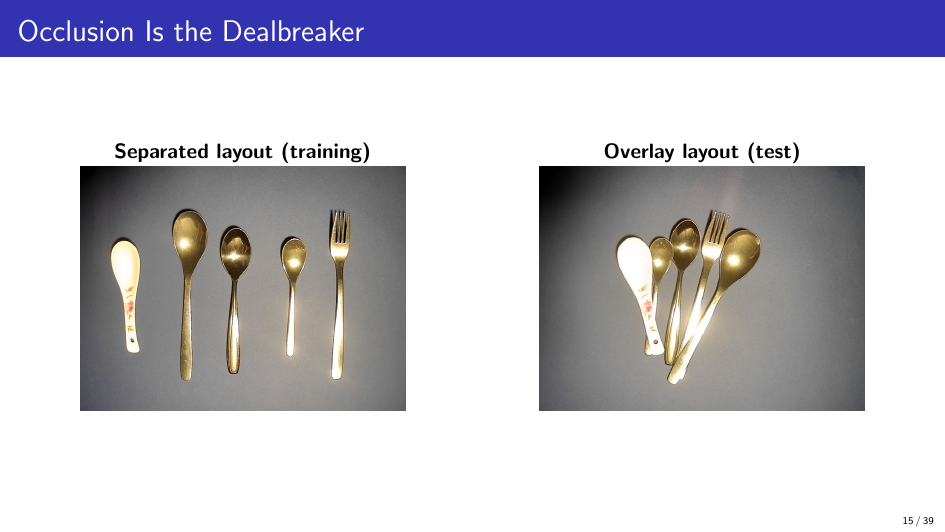 Occlusion Is the Dealbreaker
Separated layout (training)
Overlay layout (test)
15 / 39